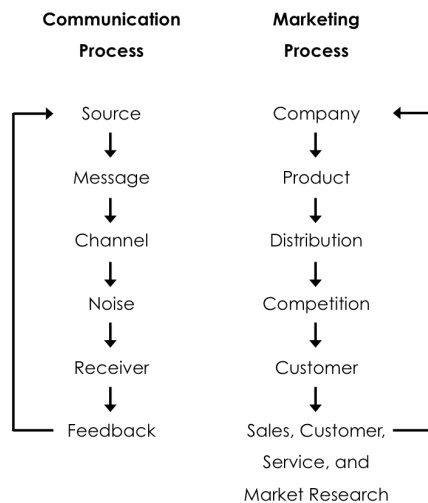 Communication
Process
Source
Message
Channel
Noise
Receiver
Feedback
Marketing
Process
Company
Product
Distribution
Competition
Customer
Sales, Customer,
Service, and
Market Research